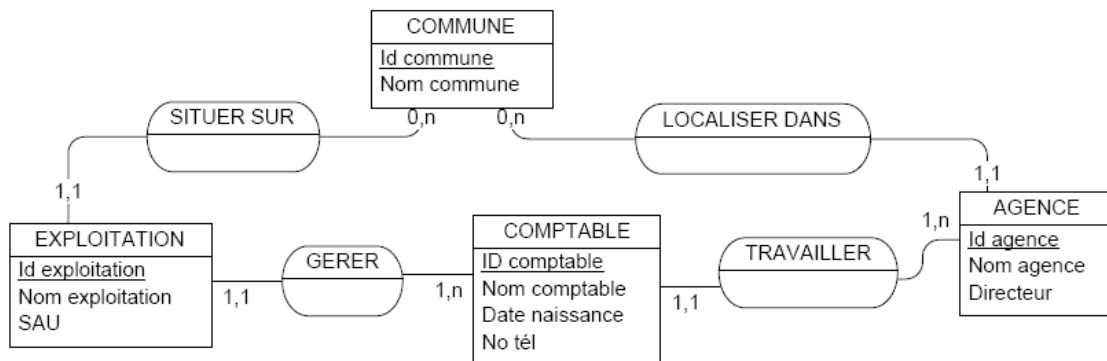 COMMUNE
Id commune
Nom commune
0,n
0,n
SITUER SUR
LOCALISER DANS
1,1
1,1
EXPLOITATION
Id exploitation
Nom exploitation
SAU
1,1
GERER
1,n
COMPTABLE
ID comptable
Nom comptable
Date naissance
No tél
1,1
TRAVAILLER
1,n
AGENCE
Id agence
Nom agence
Directeur